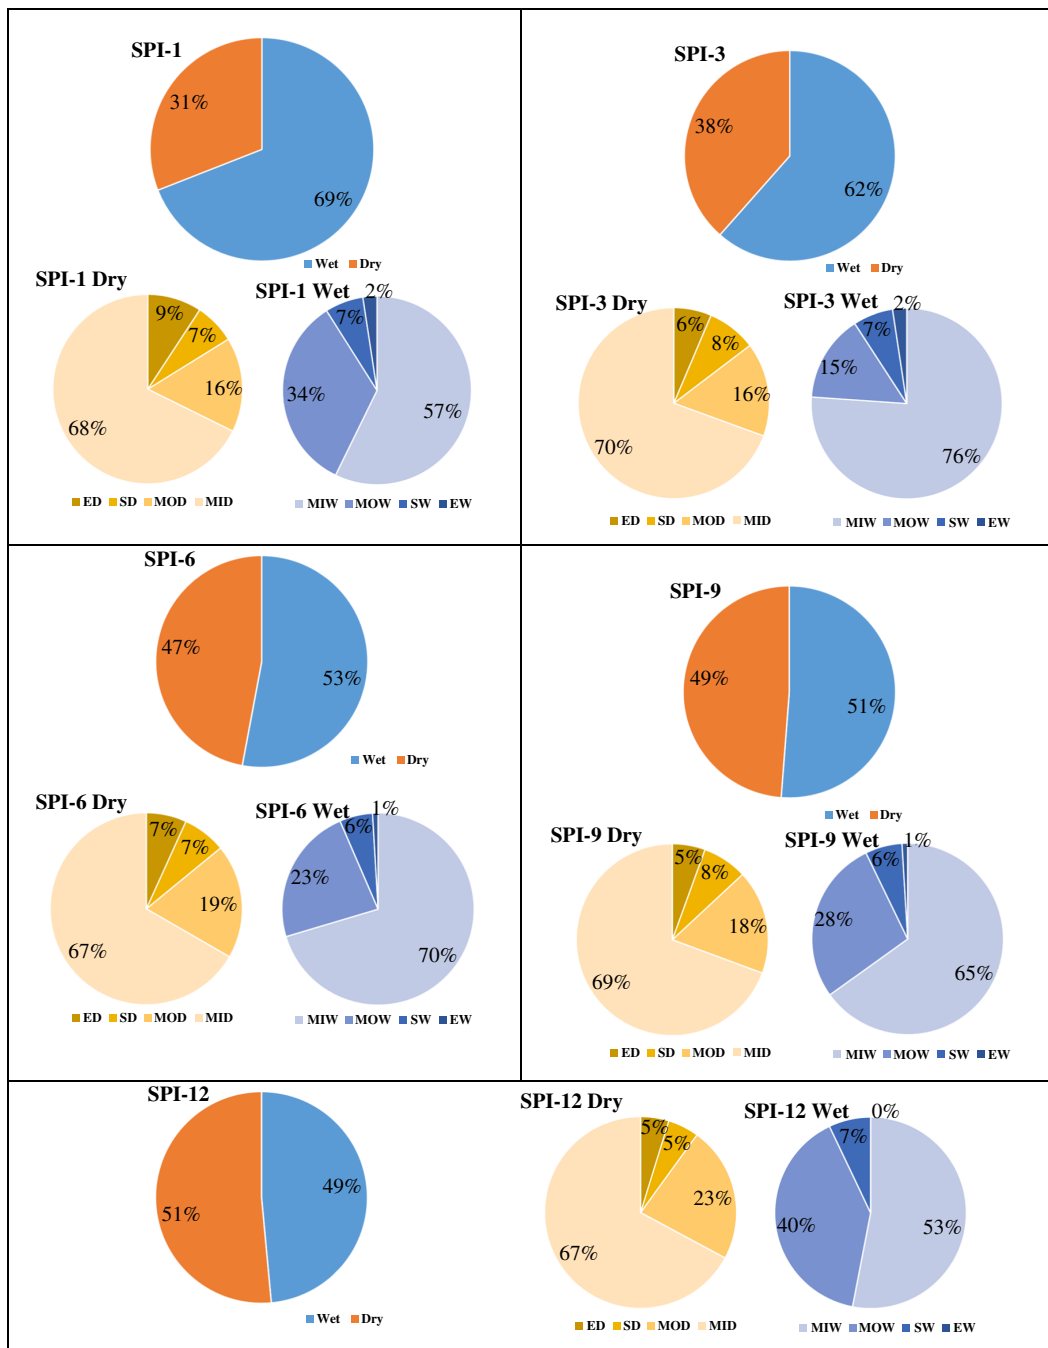 SPI-1
31%
69%
Wet Dry
SPI-1 Dry
9%
7%
16%
68%
ED SD MOD MID
SPI-1 Wet
2%
7%
34%
57%
MIW MOW SW EW
SPI-3
38%
62%
Wet Dry
SPI-3 Dry
6%
8%
16%
70%
ED SD MOD MID
SPI-3 Wet
2%
7%
15%
76%
MIW MOW SW EW
SPI-6
47%
53%
Wet Dry
SPI-6 Dry
7%
7%
19%
67%
ED SD MOD MID
SPI-6 Wet
1%
6%
23%
70%
MIW MOW SW EW
SPI-9
49%
51%
Wet Dry
SPI-9 Dry
5%
8%
18%
69%
ED SD MOD MID
SPI-9 Wet
1%
6%
28%
65%
MIW MOW SW EW
SPI-12
49%
51%
Wet Dry
SPI-12 Dry
5%
5%
23%
67%
ED SD MOD MID
SPI-12 Wet
0%
7%
40%
53%
MIW MOW SW EW